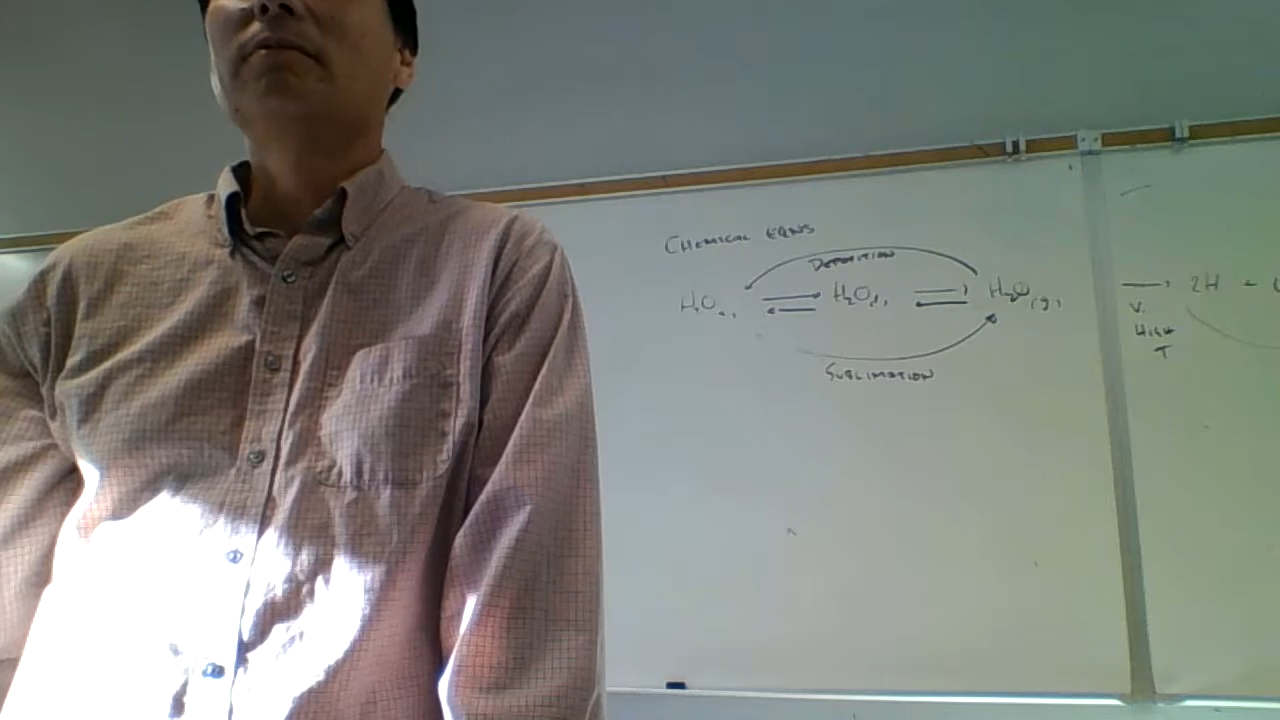 CHEMICAL EQNS
DEPOSITION
H2O(s) ⇌ H2O(l) ⇌ H2O(g) → 2H +
V.
HIGH
T
SUBLIMATION